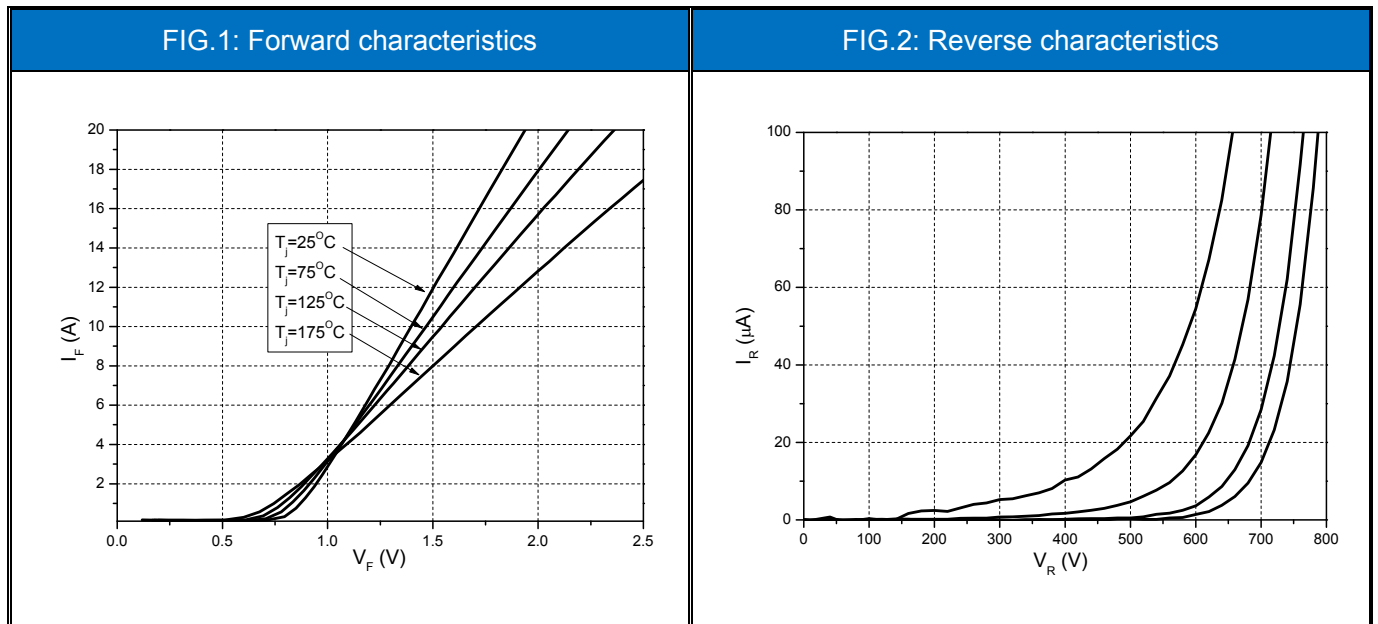 FIG.1: Forward characteristics
FIG.2: Reverse characteristics
20
18
16
14
12
10
8
6
4
2
I_F (A)
T_j=25°C
T_j=75°C
T_j=125°C
T_j=175°C
0.0 0.5 1.0 1.5 2.0 2.5
V_F (V)
100
80
60
40
20
0
I_R (μA)
0 100 200 300 400 500 600 700 800
V_R (V)